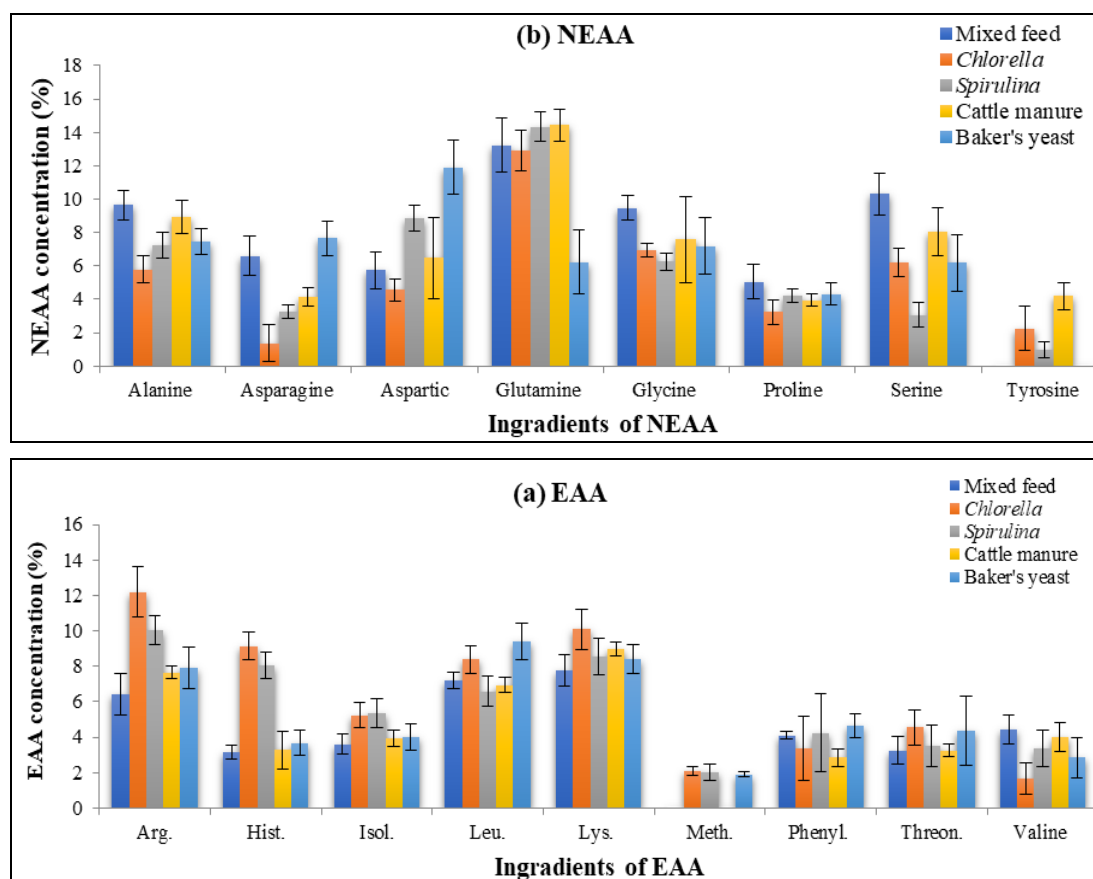 (b) NEAA
Mixed feed
Chlorella
Spirulina
Cattle manure
Baker's yeast
NEAA concentration (%)
18
16
14
12
10
8
6
4
2
0
Alanine Asparagine Aspartic Glutamine Glycine Proline Serine Tyrosine
Ingradients of NEAA
(a) EAA
Mixed feed
Chlorella
Spirulina
Cattle manure
Baker's yeast
EAA concentration (%)
16
14
12
10
8
6
4
2
0
Arg. Hist. Isol. Leu. Lys. Meth. Phenyl. Threon. Valine
Ingradients of EAA